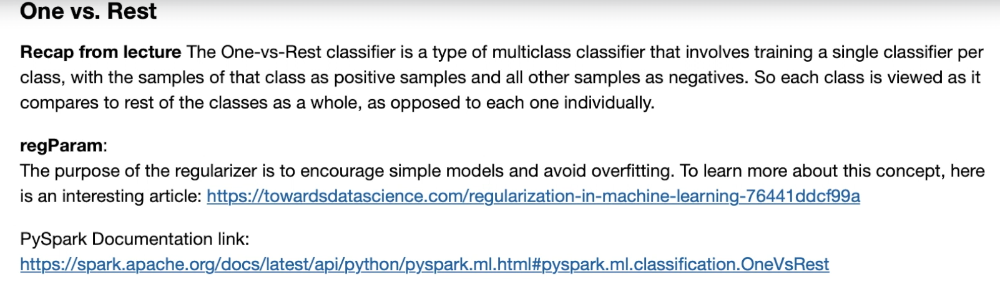 One vs. Rest
Recap from lecture The One-vs-Rest classifier is a type of multiclass classifier that involves training a single classifier per
class, with the samples of that class as positive samples and all other samples as negatives. So each class is viewed as it
compares to rest of the classes as a whole, as opposed to each one individually.
regParam:
The purpose of the regularizer is to encourage simple models and avoid overfitting. To learn more about this concept, here
is an interesting article: https://towardsdatascience.com/regularization-in-machine-learning-76441ddcf99a
PySpark Documentation link:
https://spark.apache.org/docs/latest/api/python/pyspark.ml.html#pyspark.ml.classification.OneVsRest